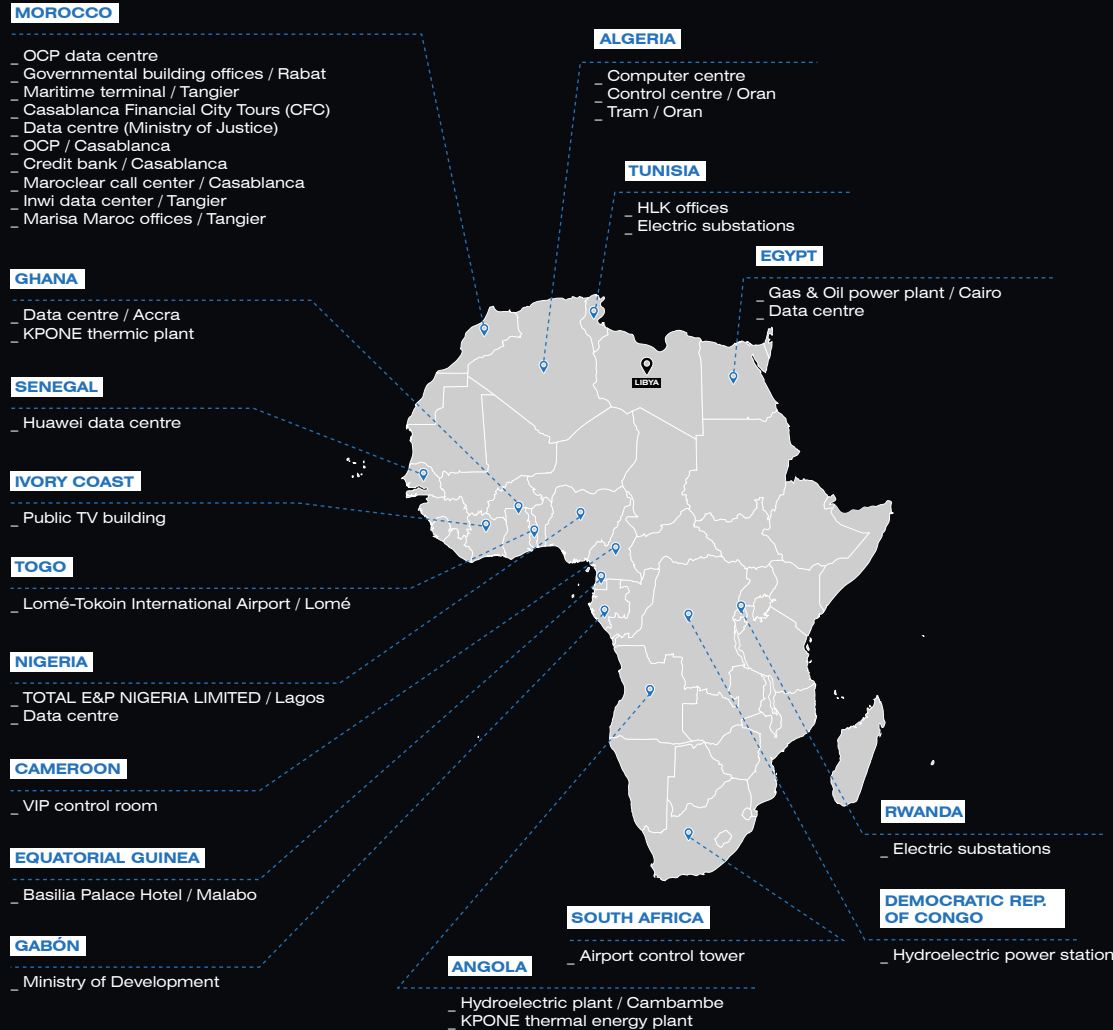 MOROCCO
_ OCP data centre
_ Governmental building offices / Rabat
_ Maritime terminal / Tangier
_ Casablanca Financial City Tours (CFC)
_ Data centre (Ministry of Justice)
_ OCP / Casablanca
_ Credit bank / Casablanca
_ Maroclear call center / Casablanca
_ Inwi data center / Tangier
_ Marisa Maroc offices / Tangier
ALGERIA
_ Computer centre
_ Control centre / Oran
_ Tram / Oran
TUNISIA
_ HLK offices
_ Electric substations
EGYPT
_ Gas & Oil power plant / Cairo
_ Data centre
GHANA
_ Data centre / Accra
_ KPONE thermic plant
LIBYA
SENEGAL
_ Huawei data centre
IVORY COAST
_ Public TV building
TOGO
_ Lomé-Tokoin International Airport / Lomé
NIGERIA
_ TOTAL E&P NIGERIA LIMITED / Lagos
_ Data centre
CAMEROON
_ VIP control room
EQUATORIAL GUINEA
_ Basilia Palace Hotel / Malabo
GABÓN
_ Ministry of Development
RWANDA
_ Electric substations
DEMOCRATIC REP.
OF CONGO
_ Hydroelectric power station
SOUTH AFRICA
_ Airport control tower
ANGOLA
_ Hydroelectric plant / Cambambe
_ KPONE thermal energy plant